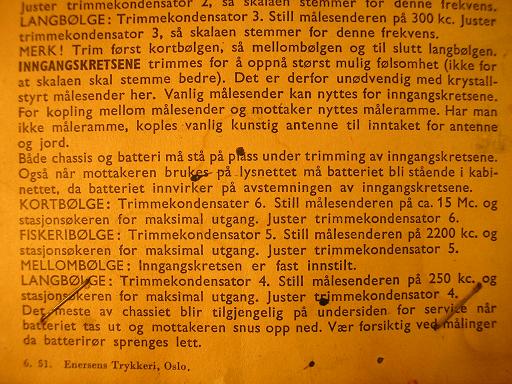 Juster trimmekondensator 2, så skalaen stemmer for denne frekvens.
LANGBØLGE: Trimmekondensator 3. Still målesenderen på 300 kc. Juster
trimmekondensator 3, så skalaen stemmer for denne frekvens.
MERK! Trim først kortbølgen, så mellombølgen og til slutt langbølgen.
INNGANGSKRETSENE trimmes for å oppnå størst mulig følsomhet (ikke for
at skalaen skal stemme bedre). Det er derfor unødvendig med krystall-
styrt målesender her. Vanlig målesender kan nyttes for inngangskretsene.
For kopling mellom målesender og mottaker nyttes måleramme. Har man
ikke måleramme, koples vanlig kunstig antenne til inntaket for antenne
og jord.
Både chassis og batteri må stå på plass under trimming av inngangskretsene.
Også når mottakeren brukes på lysnettet må batteriet bli stående i kabi-
nettet, da batteriet innvirker på avstemningen av inngangskretsene.
KORTBØLGE: Trimmekondensater 6. Still målesenderen på ca. 15 Mc. og
stasjonsøkeren for maksimal utgang. Juster trimmekondensator 6.
FISKERIBØLGE: Trimmekondensator 5. Still målesenderen på 2200 kc. og
stasjonsøkeren for maksimal utgang. Juster trimmekondensator 5.
MELLOMBØLGE: Inngangskretsen er fast innstilt.
LANGBØLGE: Trimmekondensator 4. Still målesenderen på 250 kc. og
stasjonsøkeren for maksimal utgang. Juster trimmekondensator 4.
Det meste av chassiet blir tilgjengelig på undersiden for service når
batteriet tas ut og mottakeren snus opp ned. Vær forsiktig ved målinger
da batterirør sprenges lett.
6. 51. Enersens Trykkeri, Oslo.